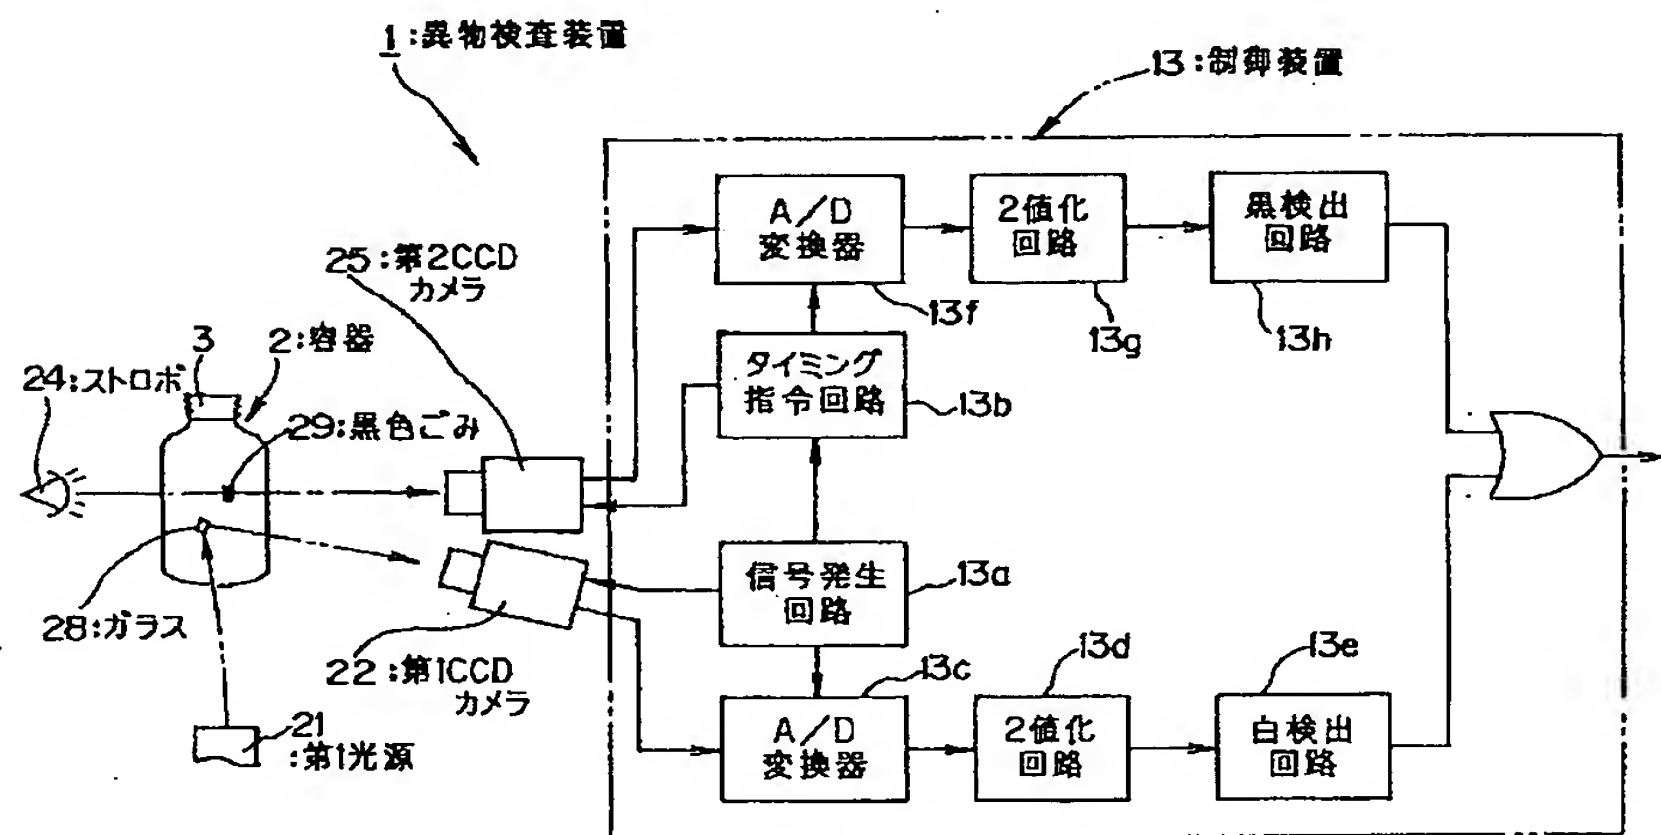 1:異物検査装置
13:制御装置
A/D
変換器
2値化
回路
黒検出
回路
25:第2CCD
カメラ
13f
13g
13h
3
2:容器
タイミング
指令回路
24:ストロボ
13b
29:黒色ごみ
信号発生
回路
13a
28:ガラス
22:第1CCD
カメラ
13c
13d
13e
21
:第1光源
A/D
変換器
2値化
回路
白検出
回路